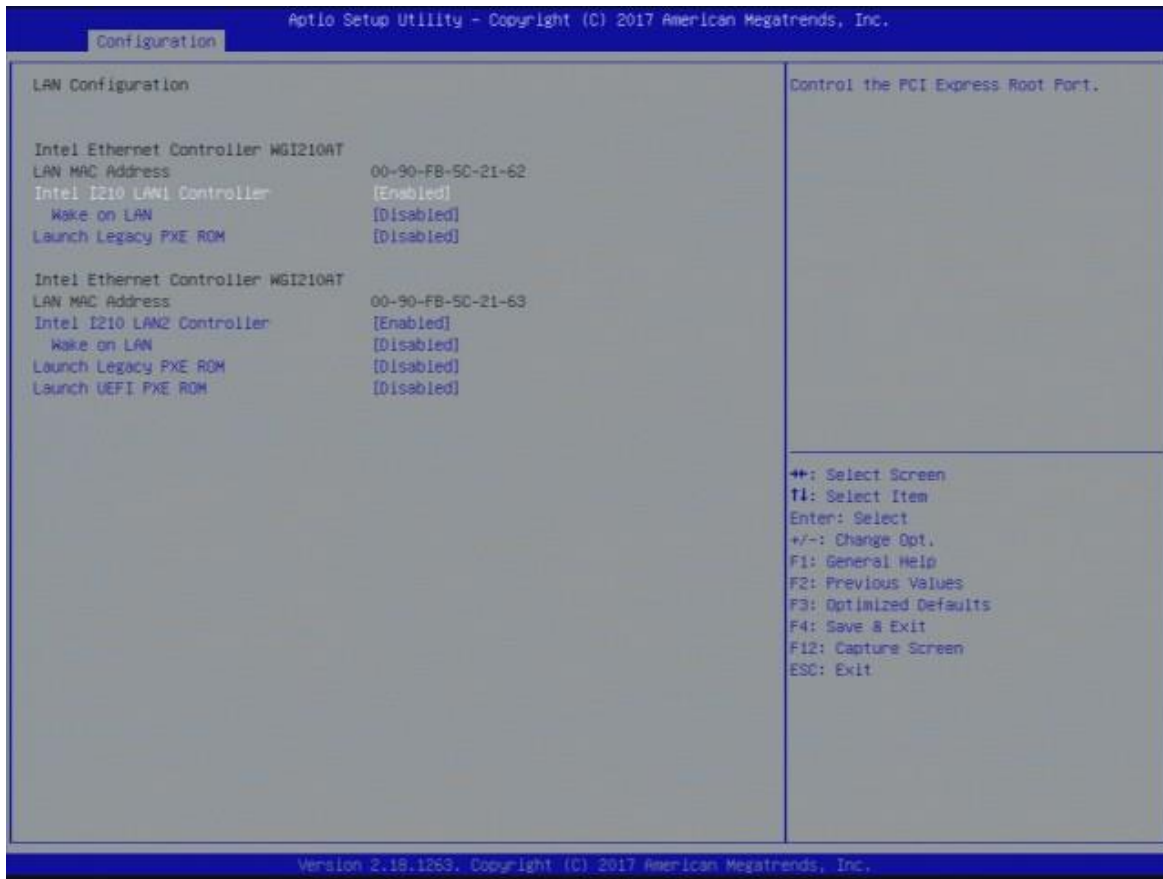 Aptio Setup Utility - Copyright (C) 2017 American Megatrends, Inc.
Configuration
LAN Configuration
Intel Ethernet Controller WGI210AT
LAN MAC Address 00-90-FB-5C-21-62
Intel I210 LAN1 Controller [Enabled]
Wake on LAN [Disabled]
Launch Legacy PXE ROM [Disabled]
Intel Ethernet Controller WGI210AT
LAN MAC Address 00-90-FB-5C-21-63
Intel I210 LAN2 Controller [Enabled]
Wake on LAN [Disabled]
Launch Legacy PXE ROM [Disabled]
Launch UEFI PXE ROM [Disabled]
Control the PCI Express Root Port.
→←: Select Screen
↑↓: Select Item
Enter: Select
+/-: Change Opt.
F1: General Help
F2: Previous Values
F3: Optimized Defaults
F4: Save & Exit
F12: Capture Screen
ESC: Exit
Version 2.18.1263. Copyright (C) 2017 American Megatrends, Inc.